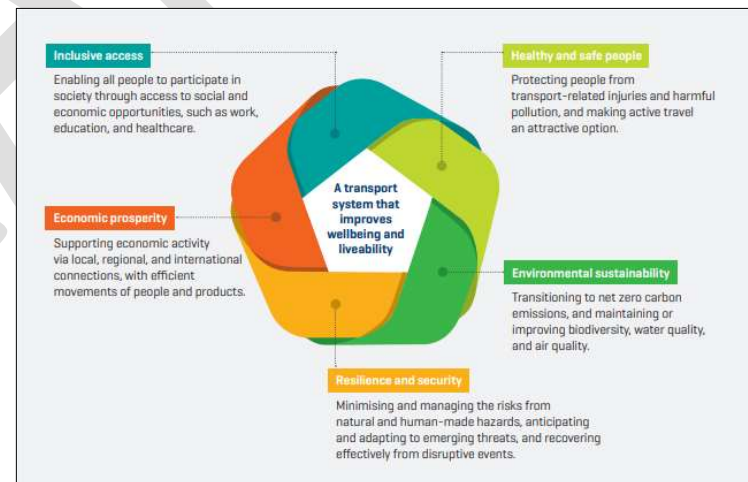 Inclusive access
Enabling all people to participate in
society through access to social and
economic opportunities, such as work,
education, and healthcare.
Healthy and safe people
Protecting people from
transport-related injuries and harmful
pollution, and making active travel
an attractive option.
A transport
system that
improves
wellbeing and
liveability
Economic prosperity
Supporting economic activity
via local, regional, and international
connections, with efficient
movements of people and products.
Environmental sustainability
Transitioning to net zero carbon
emissions, and maintaining or
improving biodiversity, water quality,
and air quality.
Resilience and security
Minimising and managing the risks from
natural and human-made hazards, anticipating
and adapting to emerging threats, and recovering
effectively from disruptive events.